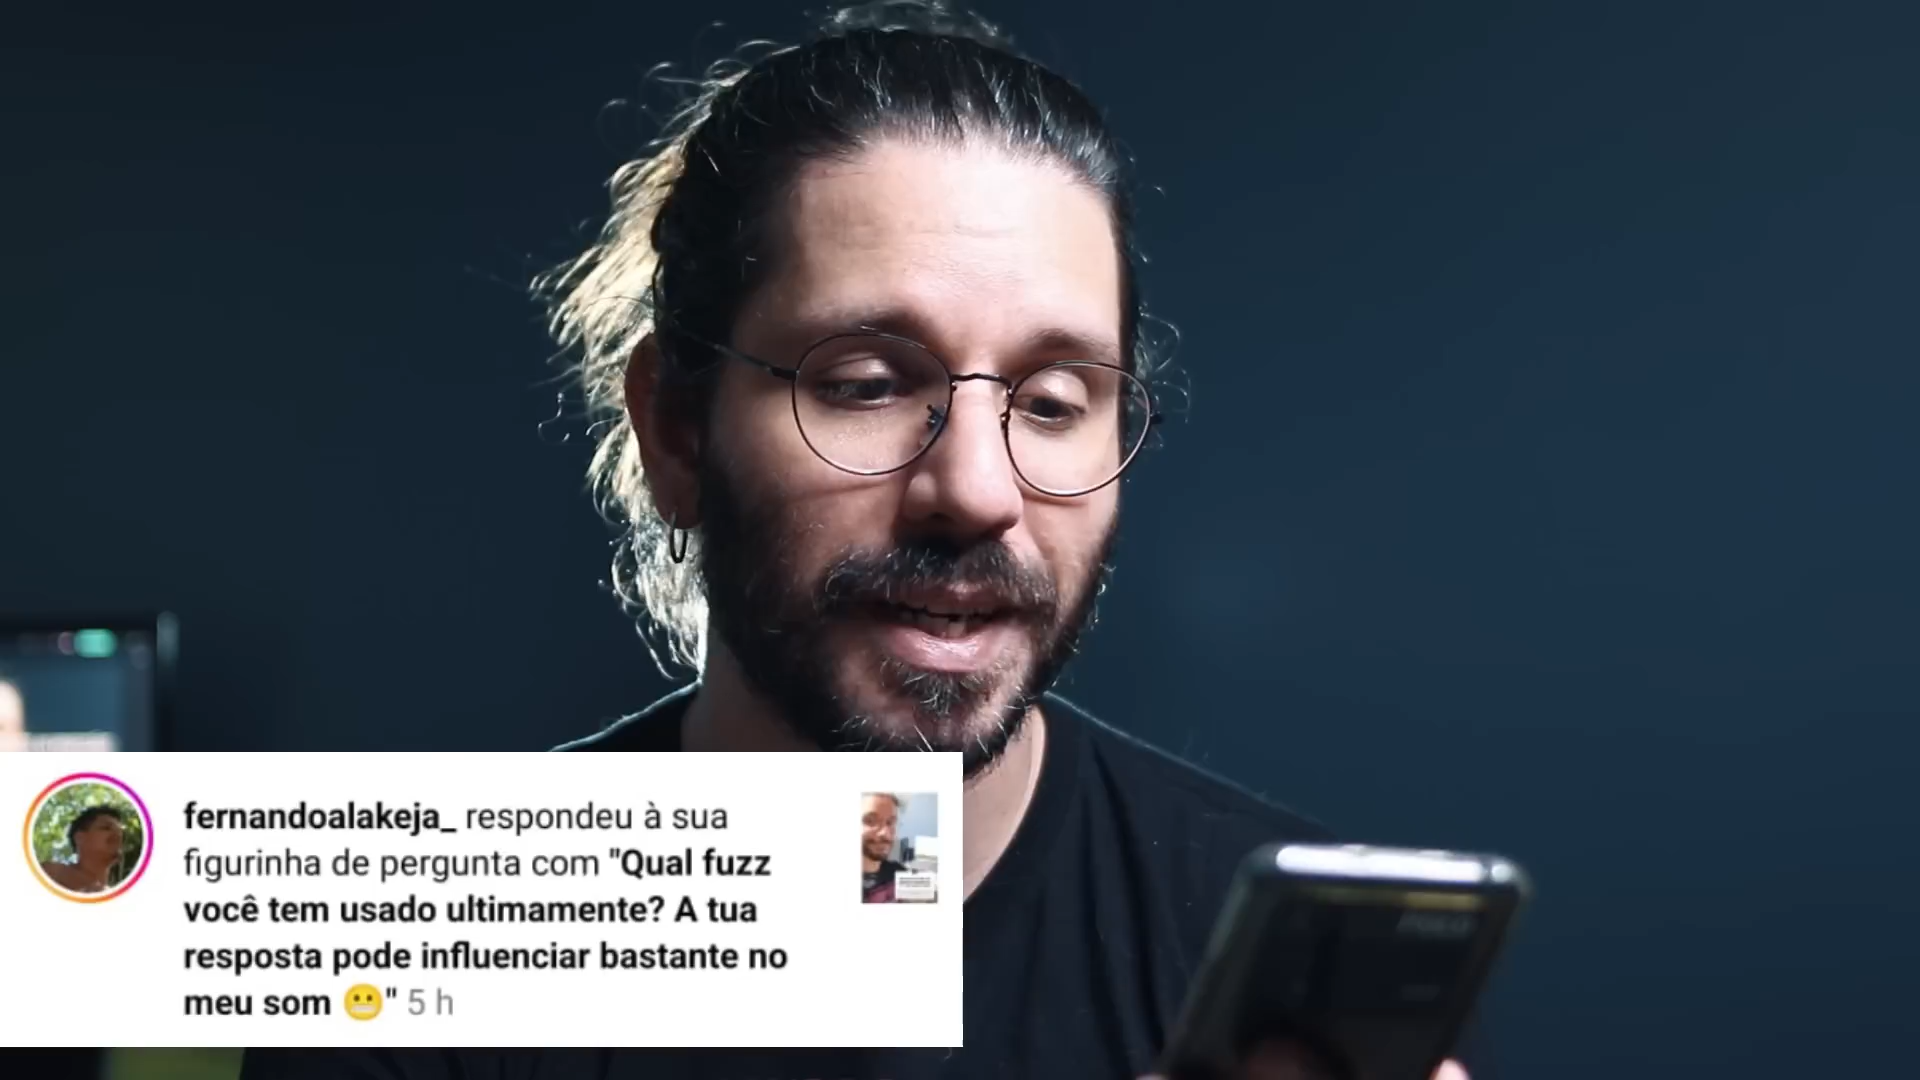 fernandoalakeja_ respondeu à sua
figurinha de pergunta com "Qual fuzz
você tem usado ultimamente? A tua
resposta pode influenciar bastante no
meu som 😬" 5 h